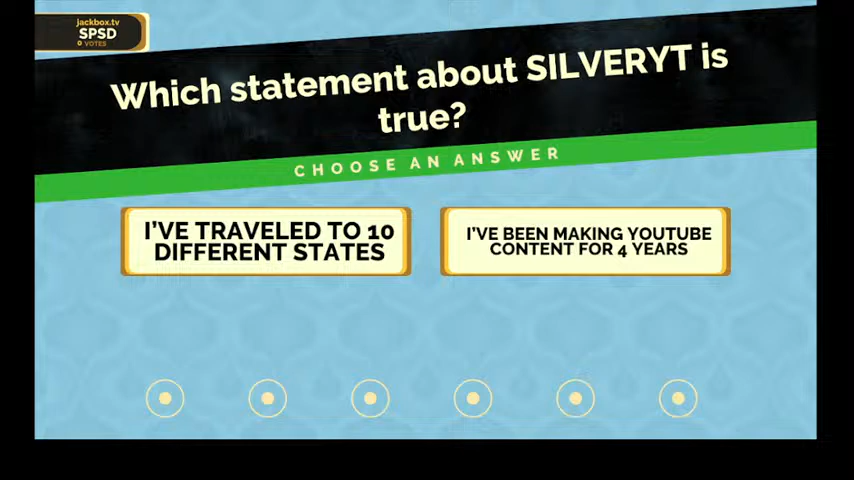 jackbox.tv
SPSD
0 VOTES
Which statement about SILVERYT is
true?
CHOOSE AN ANSWER
I'VE TRAVELED TO 10
DIFFERENT STATES
I'VE BEEN MAKING YOUTUBE
CONTENT FOR 4 YEARS